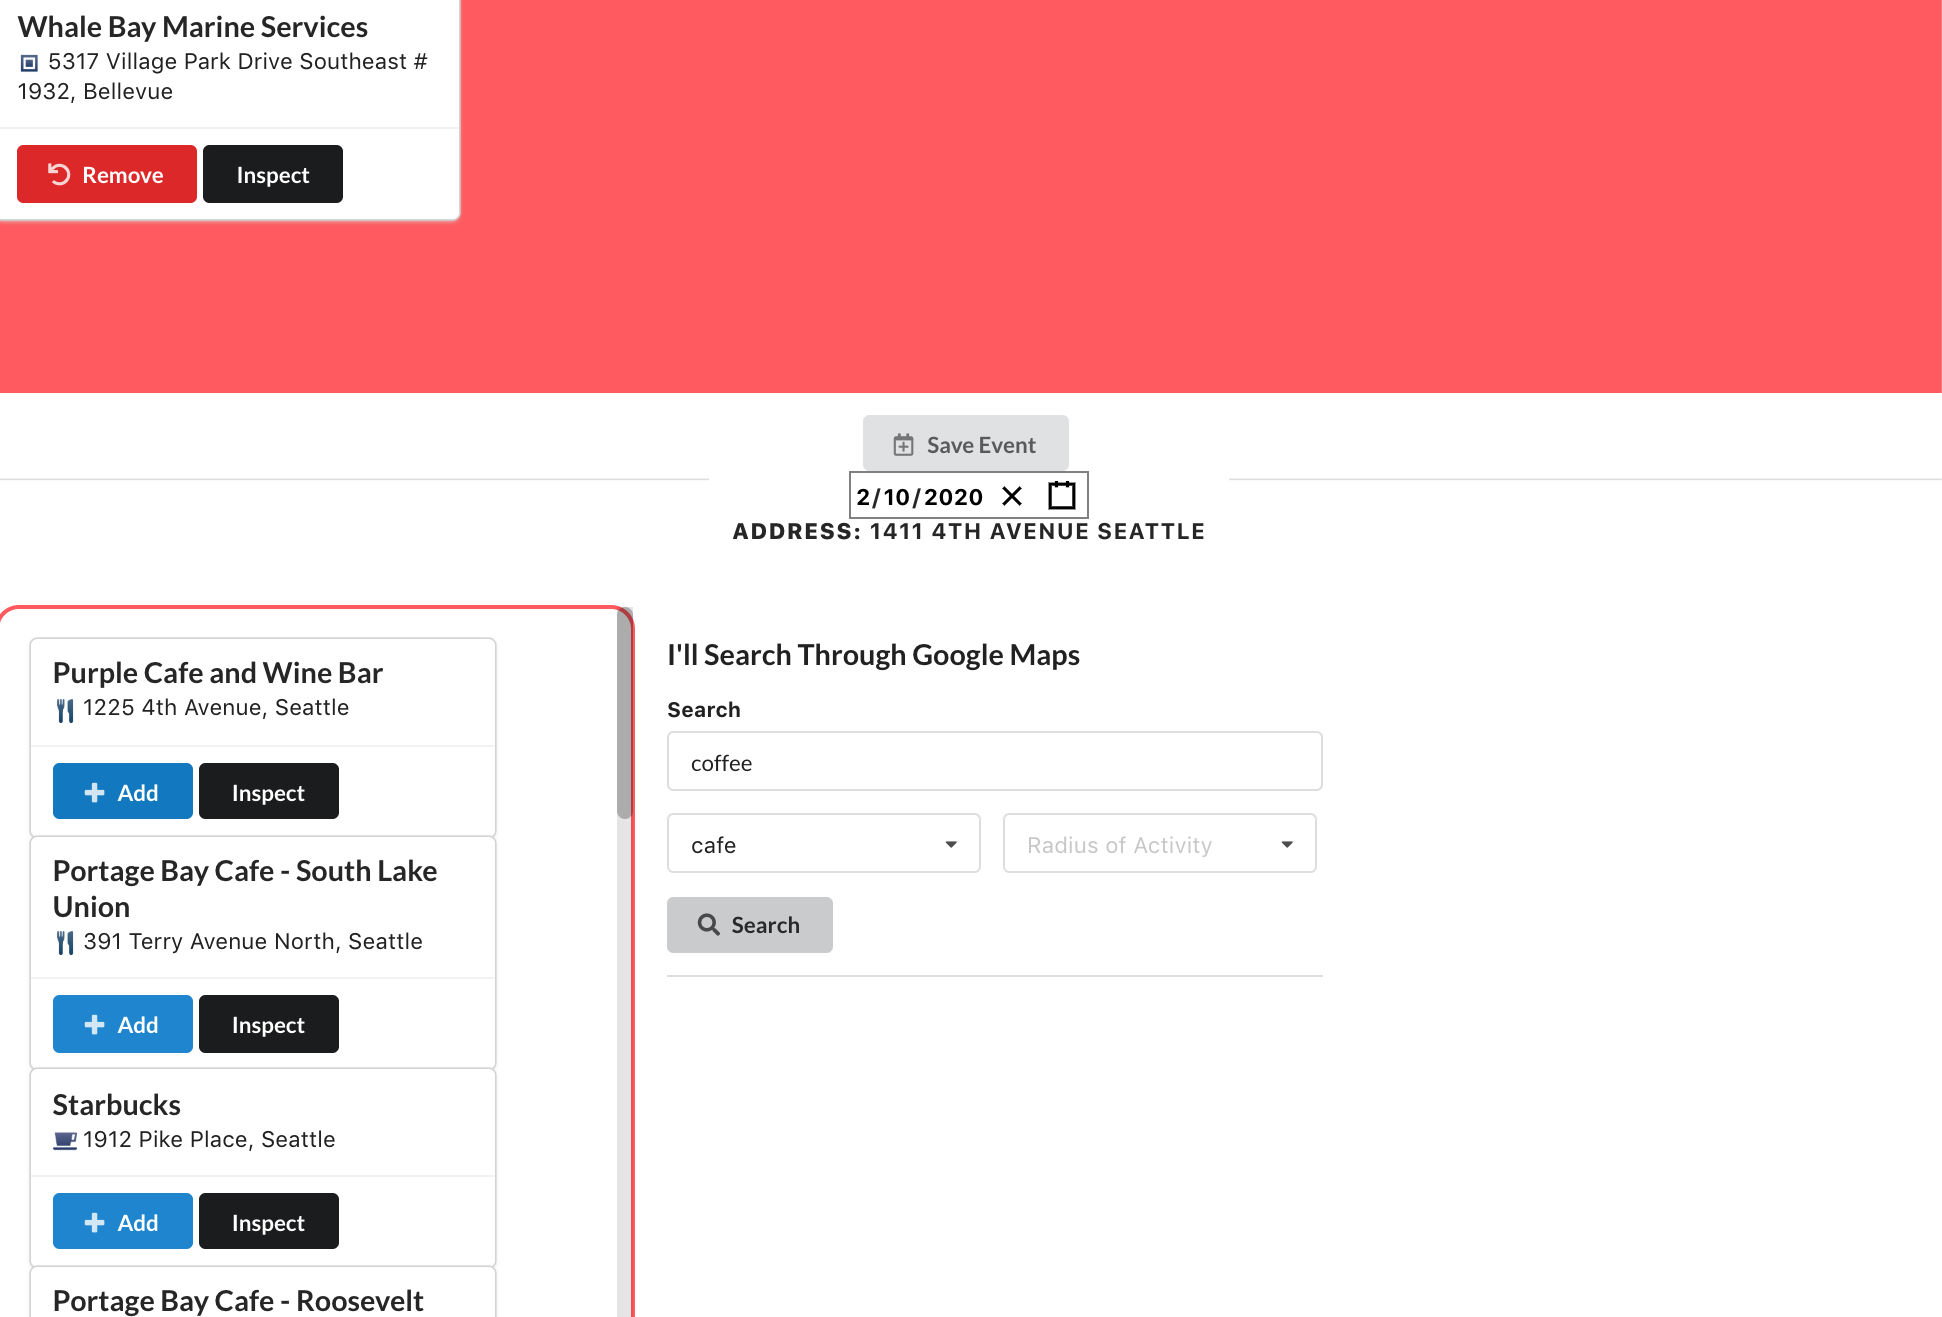 Whale Bay Marine Services
5317 Village Park Drive Southeast #
1932, Bellevue
Remove
Inspect
Save Event
2/10/2020
ADDRESS: 1411 4TH AVENUE SEATTLE
Purple Cafe and Wine Bar
1225 4th Avenue, Seattle
Add
Inspect
Portage Bay Cafe - South Lake
Union
391 Terry Avenue North, Seattle
Add
Inspect
Starbucks
1912 Pike Place, Seattle
Add
Inspect
Portage Bay Cafe - Roosevelt
I'll Search Through Google Maps
Search
coffee
cafe
Radius of Activity
Search